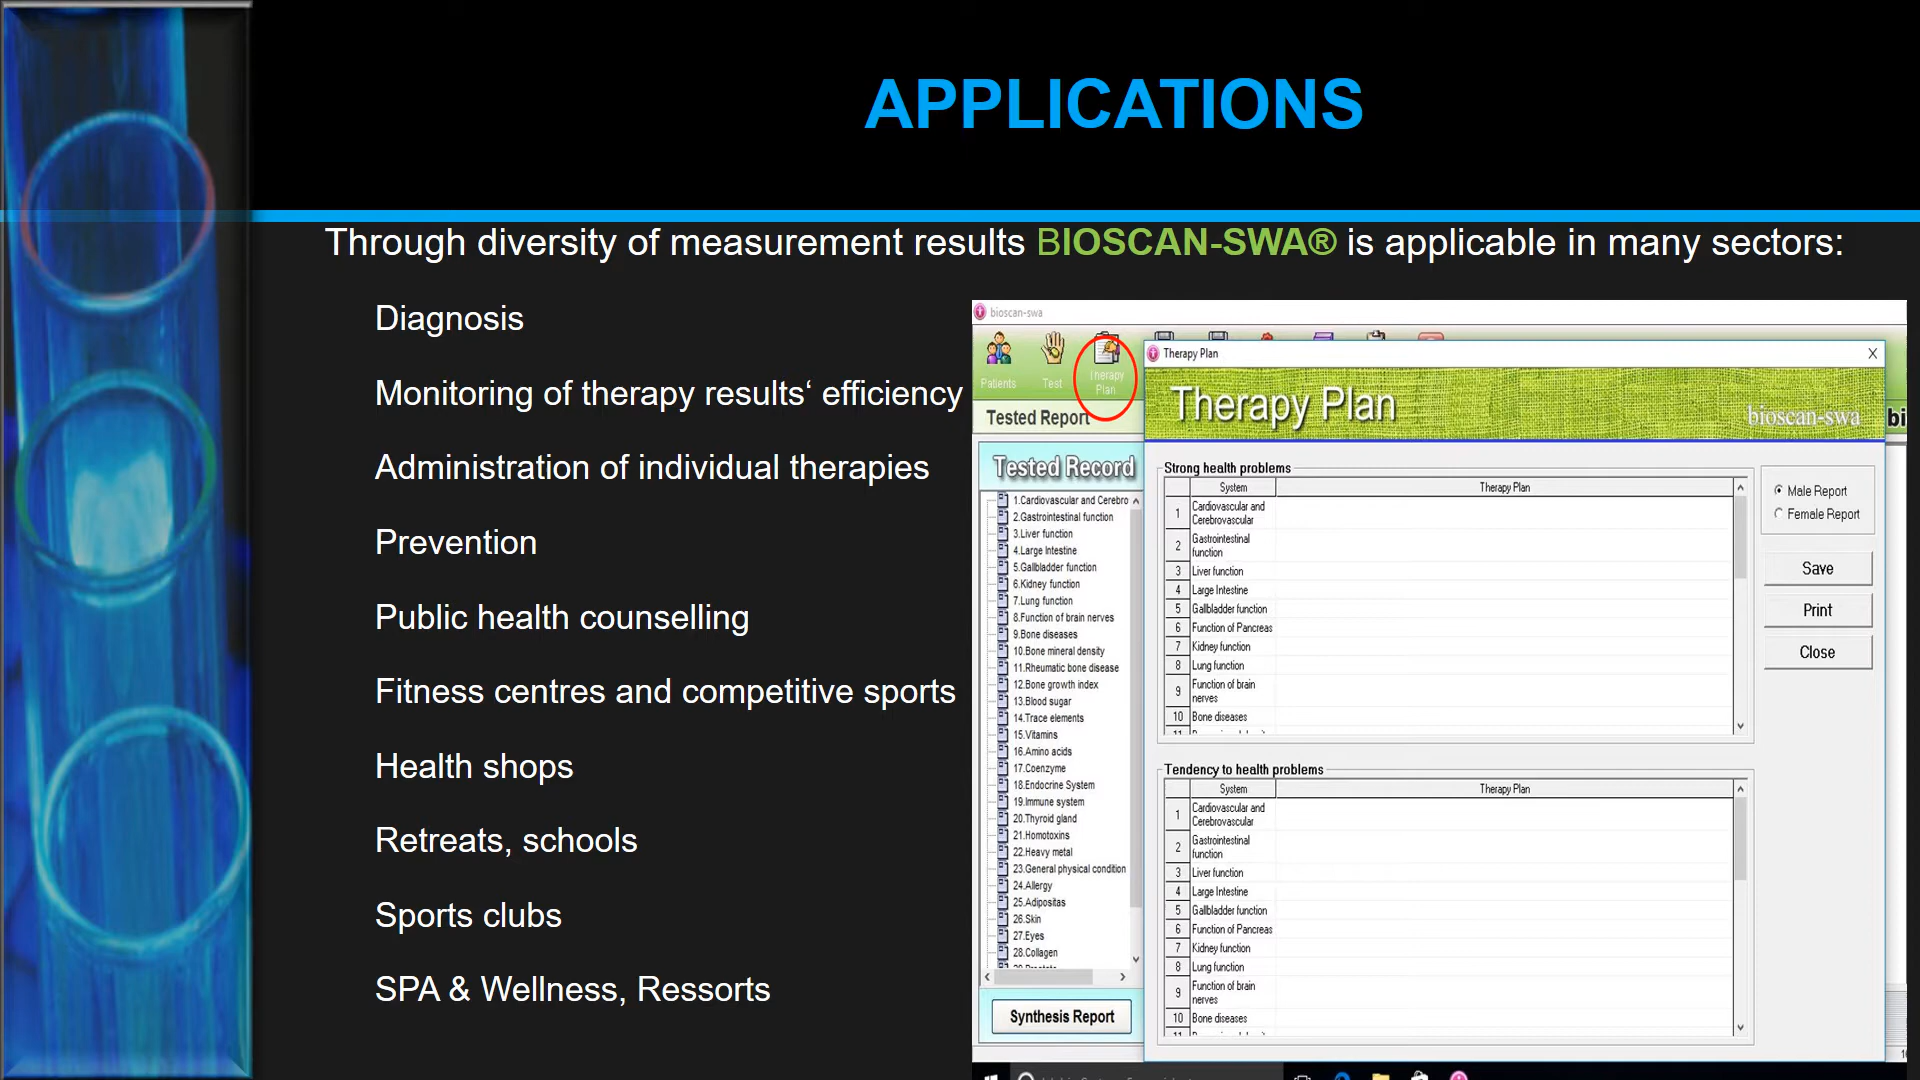 APPLICATIONS
Through diversity of measurement results BIOSCAN-SWA® is applicable in many sectors:
Diagnosis
Monitoring of therapy results‘ efficiency
Administration of individual therapies
Prevention
Public health counselling
Fitness centres and competitive sports
Health shops
Retreats, schools
Sports clubs
SPA & Wellness, Ressorts
bioscan-swa
Patients
Test
Therapy
Plan
Tested Report
Tested Record
1.Cardiovascular and Cerebro
2.Gastrointestinal function
3.Liver function
4.Large Intestine
5.Gallbladder function
6.Kidney function
7.Lung function
8.Function of brain nerves
9.Bone diseases
10.Bone mineral density
11.Rheumatic bone disease
12.Bone growth index
13.Blood sugar
14.Trace elements
15.Vitamins
16.Amino acids
17.Coenzyme
18.Endocrine System
19.Immune system
20.Thyroid gland
21.Homotoxins
22.Heavy metal
23.General physical condition
24.Allergy
25.Adipositas
26.Skin
27.Eyes
28.Collagen
Synthesis Report
Therapy Plan
Therapy Plan
bioscan-swa
bi
Strong health problems
System Therapy Plan
1 Cardiovascular and
Cerebrovascular
2 Gastrointestinal
function
3 Liver function
4 Large Intestine
5 Gallbladder function
6 Function of Pancreas
7 Kidney function
8 Lung function
9 Function of brain
nerves
10 Bone diseases
Male Report
Female Report
Save
Print
Close
Tendency to health problems
System Therapy Plan
1 Cardiovascular and
Cerebrovascular
2 Gastrointestinal
function
3 Liver function
4 Large Intestine
5 Gallbladder function
6 Function of Pancreas
7 Kidney function
8 Lung function
9 Function of brain
nerves
10 Bone diseases